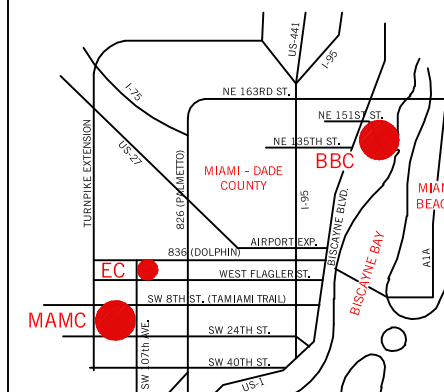 US-441
I-95
I-75
NE 163RD ST.
NE 151ST ST.
NE 135TH ST.
BBC
US-27
TURNPIKE EXTENSION
826 (PALMETTO)
MIAMI - DADE
COUNTY
I-95
BISCAYNE BLVD.
BISCAYNE BAY
A1A
AIRPORT EXP.
836 (DOLPHIN)
EC
WEST FLAGLER ST.
SW 8TH ST. (TAMIAMI TRAIL)
MAMC
SW 24TH ST.
SW 107th AVE.
SW 40TH ST.
US-1